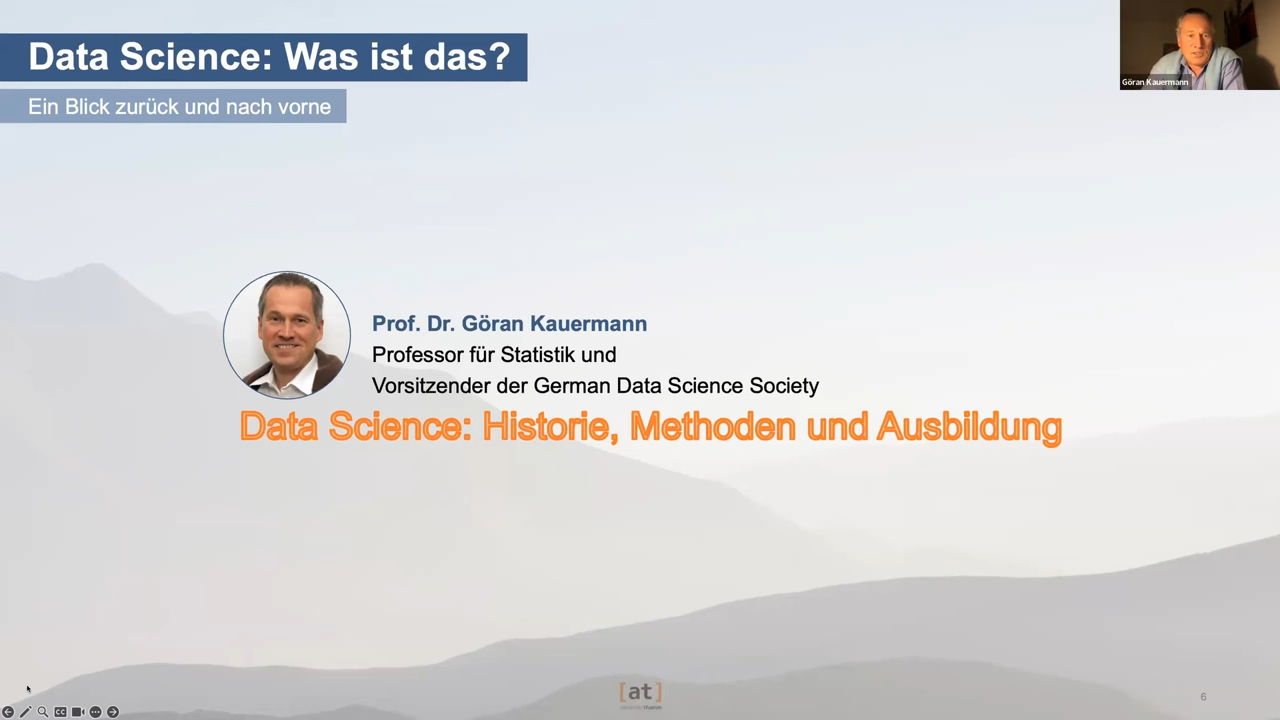 Data Science: Was ist das?
Ein Blick zurück und nach vorne
Göran Kauermann
Prof. Dr. Göran Kauermann
Professor für Statistik und
Vorsitzender der German Data Science Society
Data Science: Historie, Methoden und Ausbildung
[at]
6
CC